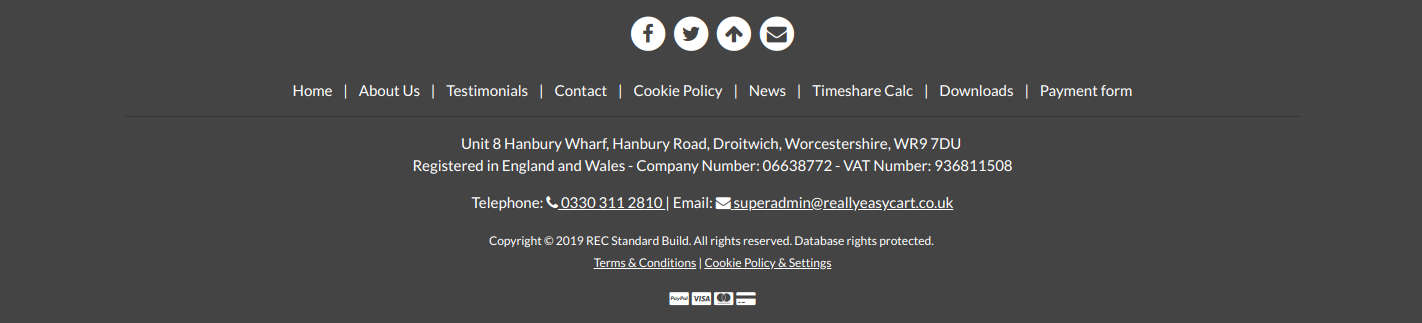 Home | About Us | Testimonials | Contact | Cookie Policy | News | Timeshare Calc | Downloads | Payment form
Unit 8 Hanbury Wharf, Hanbury Road, Droitwich, Worcestershire, WR9 7DU
Registered in England and Wales - Company Number: 06638772 - VAT Number: 936811508
Telephone: 0330 311 2810 | Email: superadmin@reallyeasycart.co.uk
Copyright © 2019 REC Standard Build. All rights reserved. Database rights protected.
Terms & Conditions | Cookie Policy & Settings
PayPal VISA